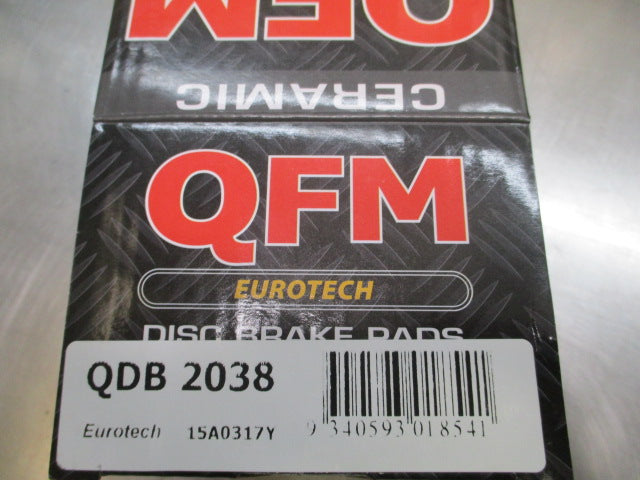 QFM
CERAMIC
QFM
EUROTECH
DISC BRAKE PADS
QDB 2038
Eurotech 15A0317Y
9 340593 018541